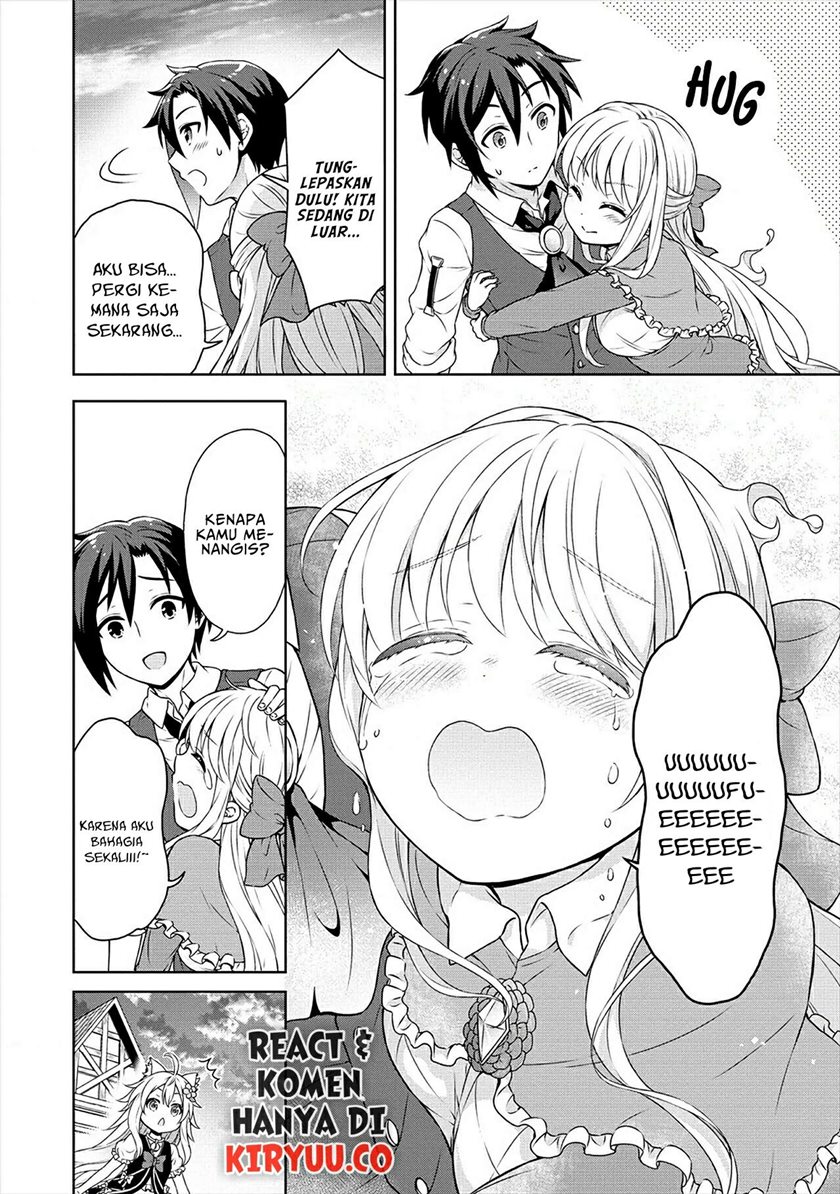 HUG
TUNG-
LEPASKAN
DULU! KITA
SEDANG DI
LUAR...
AKU BISA...
PERGI KE-
MANA SAJA
SEKARANG...
UUUUUU-
UUUUUFU-
EEEEEE-
EEEEEEE-
EEE
KENAPA
KAMU ME-
NANGIS?
KARENA AKU
BAHAGIA
SEKALIII!~
REACT &
KOMEN
HANYA DI
KIRYUU.CO